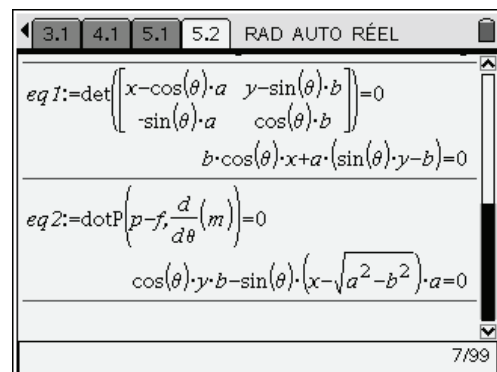 3.1 4.1 5.1 5.2 RAD AUTO RÉEL
eq1:=det([x-cos(θ)·a y-sin(θ)·b
-sin(θ)·a cos(θ)·b])=0
b·cos(θ)·x+a·(sin(θ)·y-b)=0
eq2:=dotP(p-f,d/dθ(m))=0
cos(θ)·y·b-sin(θ)·(x-√(a²-b²))·a=0
7/99